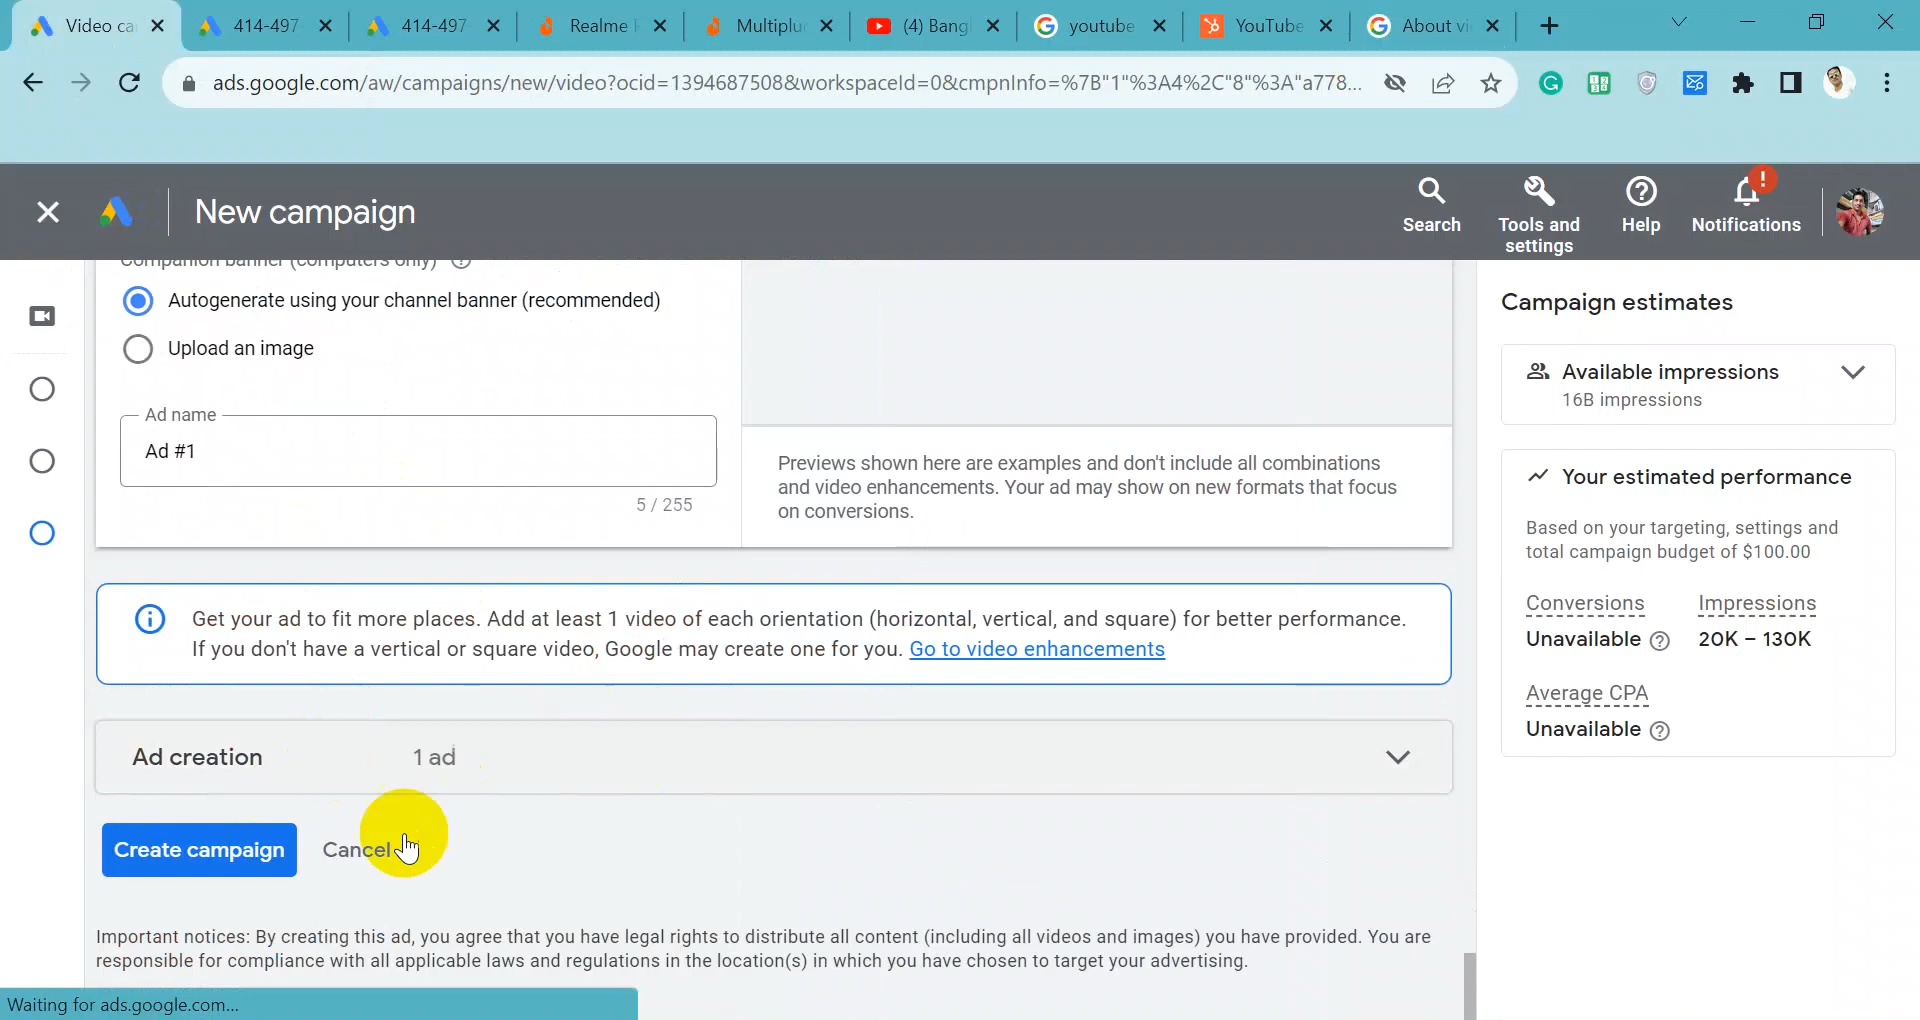 Video ca
414-497-
414-497-
Realme
Multiplu
(4) Bang
youtube
YouTube
About vi
ads.google.com/aw/campaigns/new/video?ocid=1394687508&workspaceId=0&cmpnInfo=%7B"1"%3A4%2C"8"%3A"a778...
New campaign
Search
Tools and
settings
Help
Notifications
Companion banner (computers only)
Autogenerate using your channel banner (recommended)
Upload an image
Ad name
Ad #1
5 / 255
Previews shown here are examples and don't include all combinations
and video enhancements. Your ad may show on new formats that focus
on conversions.
Get your ad to fit more places. Add at least 1 video of each orientation (horizontal, vertical, and square) for better performance.
If you don't have a vertical or square video, Google may create one for you. Go to video enhancements
Ad creation
1 ad
Create campaign
Cancel
Important notices: By creating this ad, you agree that you have legal rights to distribute all content (including all videos and images) you have provided. You are
responsible for compliance with all applicable laws and regulations in the location(s) in which you have chosen to target your advertising.
Campaign estimates
Available impressions
16B impressions
Your estimated performance
Based on your targeting, settings and
total campaign budget of $100.00
Conversions
Impressions
Unavailable
20K – 130K
Average CPA
Unavailable
Waiting for ads.google.com...